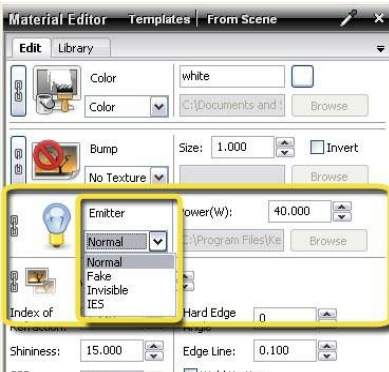 Material Editor Templates From Scene
Edit Library
Color white
Color C:\Documents and S Browse
Bump Size: 1.000 Invert
No Texture Browse
Emitter Power(W): 40.000
Normal C:\Program Files\Ke Browse
Normal
Fake
Invisible
IES
Index of Hard Edge 0
Refraction: Angle
Shininess: 15.000 Edge Line: 0.100